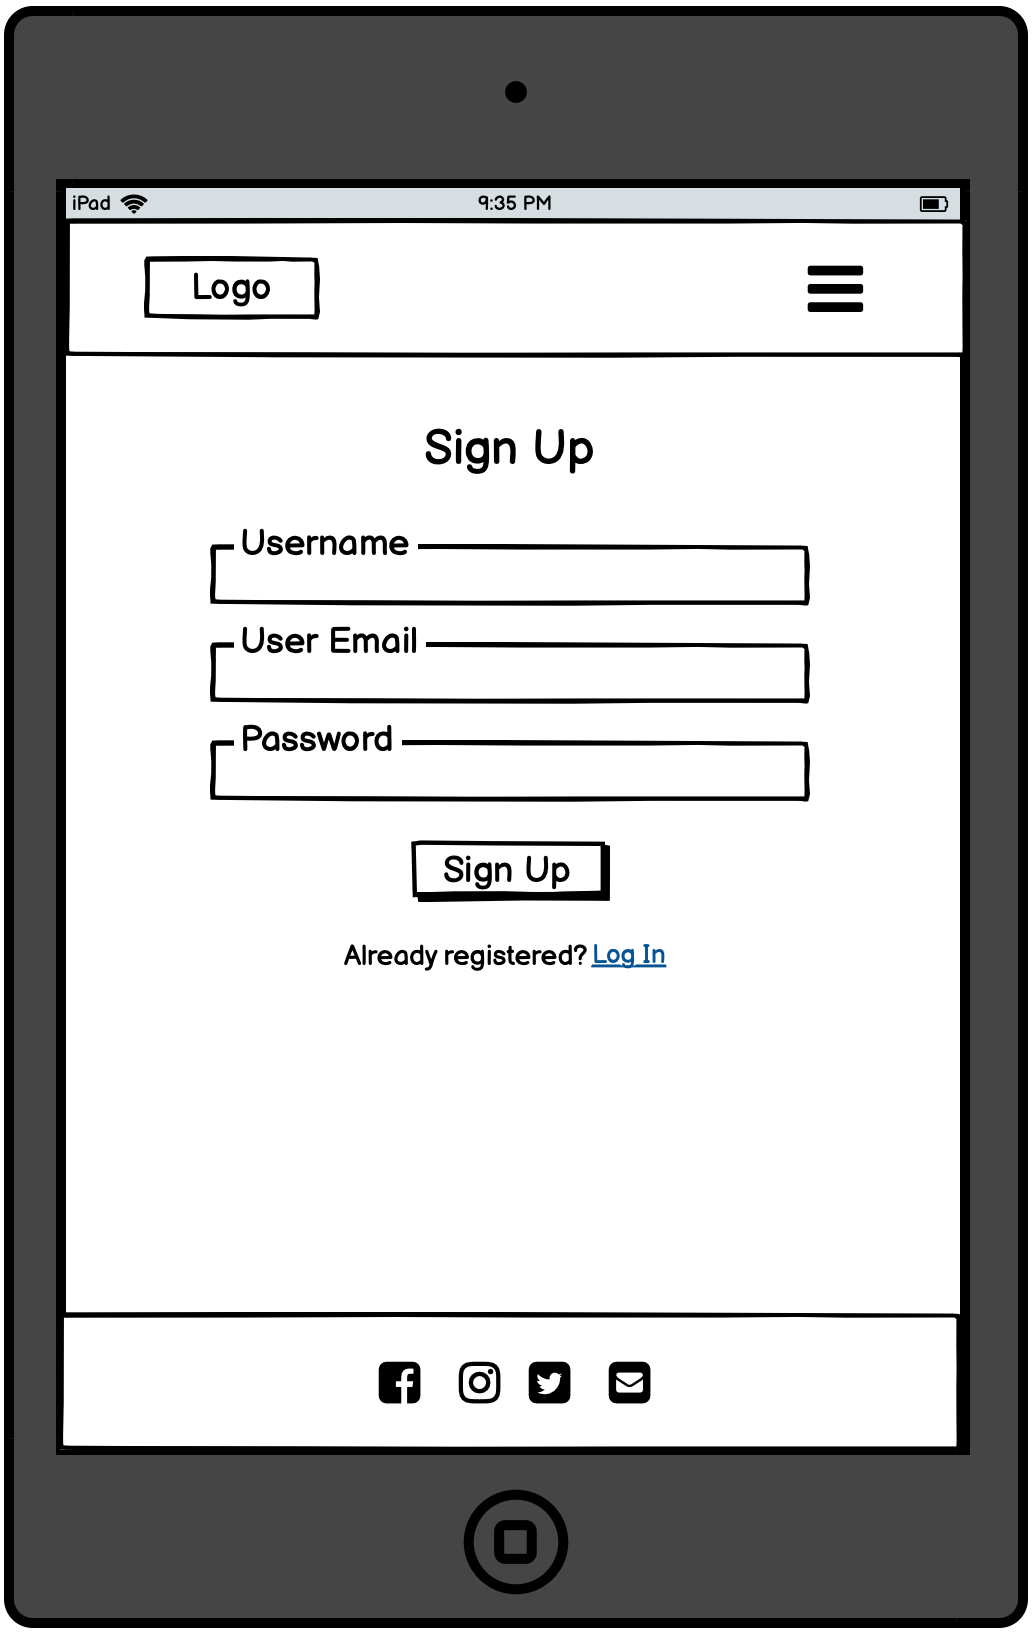 iPad 9:35 PM
Logo
Sign Up
Username
User Email
Password
Sign Up
Already registered? Log In